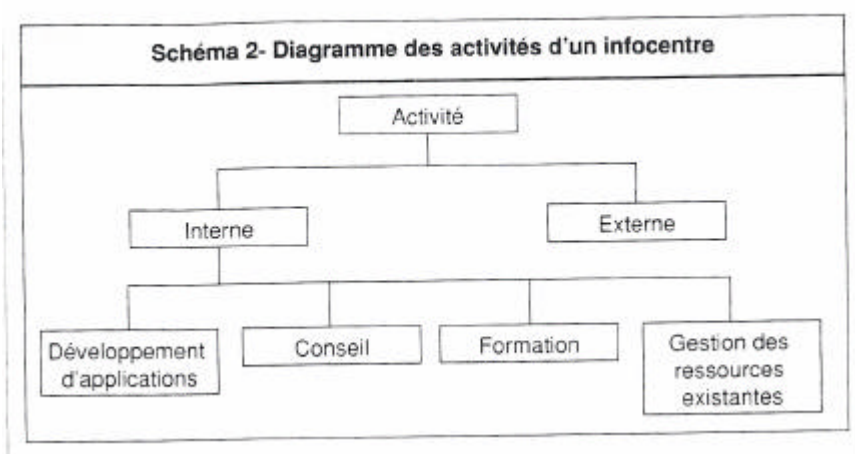 Schéma 2- Diagramme des activités d'un infocentre
Activité
Interne
Externe
Développement
d'applications
Conseil
Formation
Gestion des
ressources
existantes